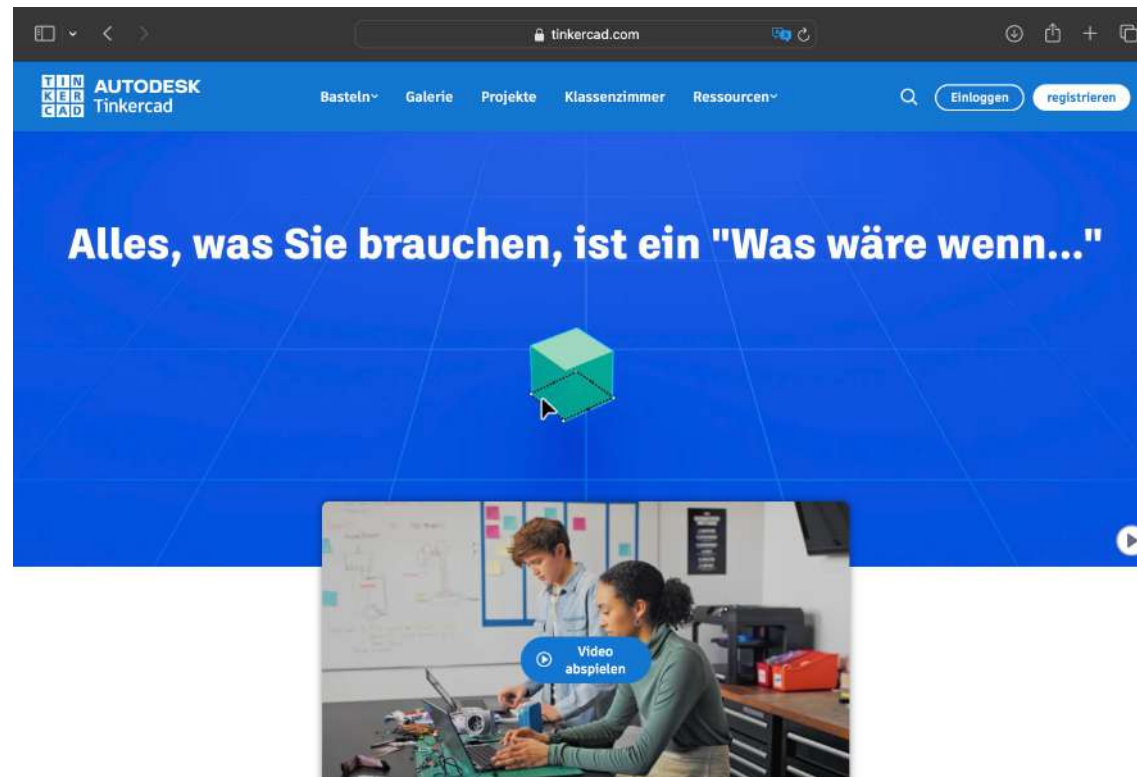 tinkercad.com
TIN
KER
CAD
AUTODESK
Tinkercad
Basteln
Galerie
Projekte
Klassenzimmer
Ressourcen
Einloggen
registrieren
Alles, was Sie brauchen, ist ein "Was wäre wenn..."
Video
abspielen